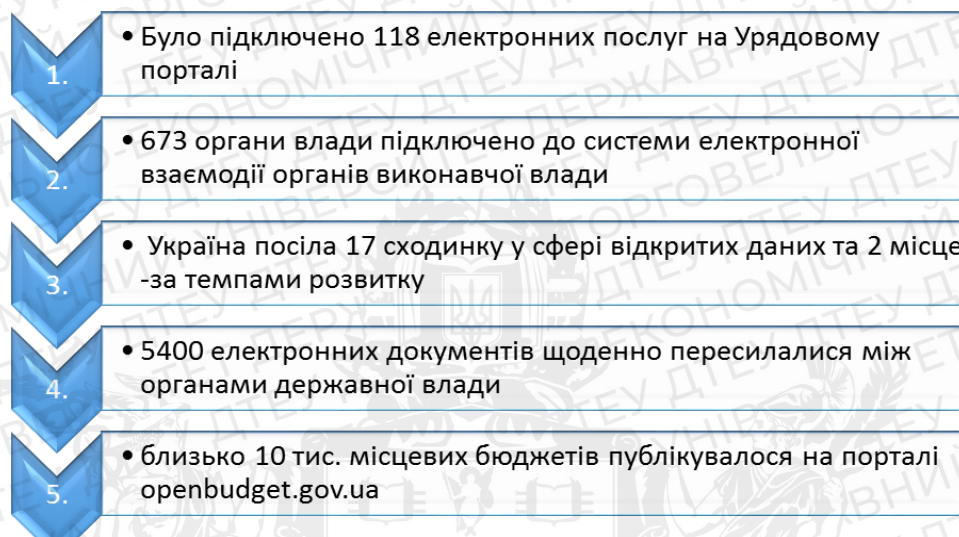 1.
• Було підключено 118 електронних послуг на Урядовому
порталі
2.
• 673 органи влади підключено до системи електронної
взаємодії органів виконавчої влади
3.
• Україна посіла 17 сходинку у сфері відкритих даних та 2 місце
-за темпами розвитку
4.
• 5400 електронних документів щоденно пересилалися між
органами державної влади
5.
• близько 10 тис. місцевих бюджетів публікувалося на порталі
openbudget.gov.ua